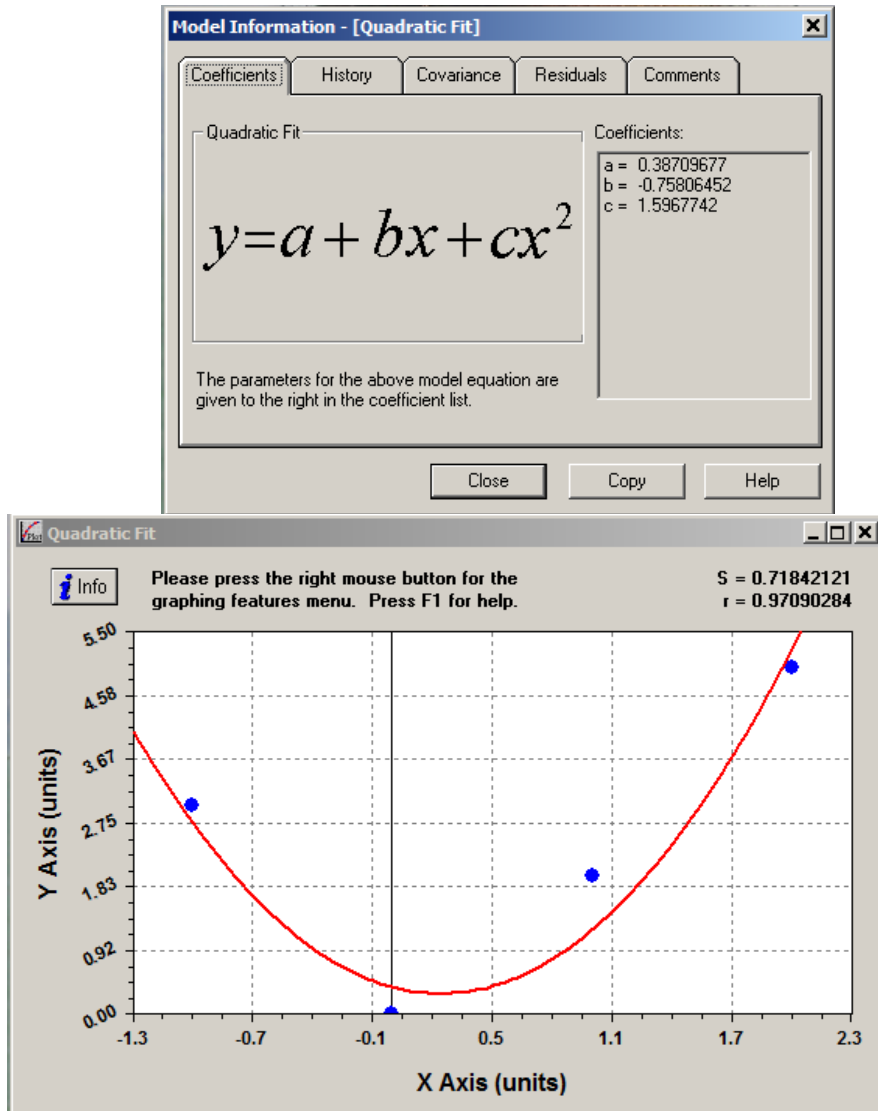 Model Information - [Quadratic Fit]
Coefficients History Covariance Residuals Comments
Quadratic Fit
y=a+bx+cx²
Coefficients:
a = 0.38709677
b = -0.75806452
c = 1.5967742
The parameters for the above model equation are
given to the right in the coefficient list.
Close Copy Help
Quadratic Fit
Info
Please press the right mouse button for the
graphing features menu. Press F1 for help.
S = 0.71842121
r = 0.97090284
Y Axis (units)
5.50
4.58
3.67
2.75
1.83
0.92
0.00
-1.3 -0.7 -0.1 0.5 1.1 1.7 2.3
X Axis (units)